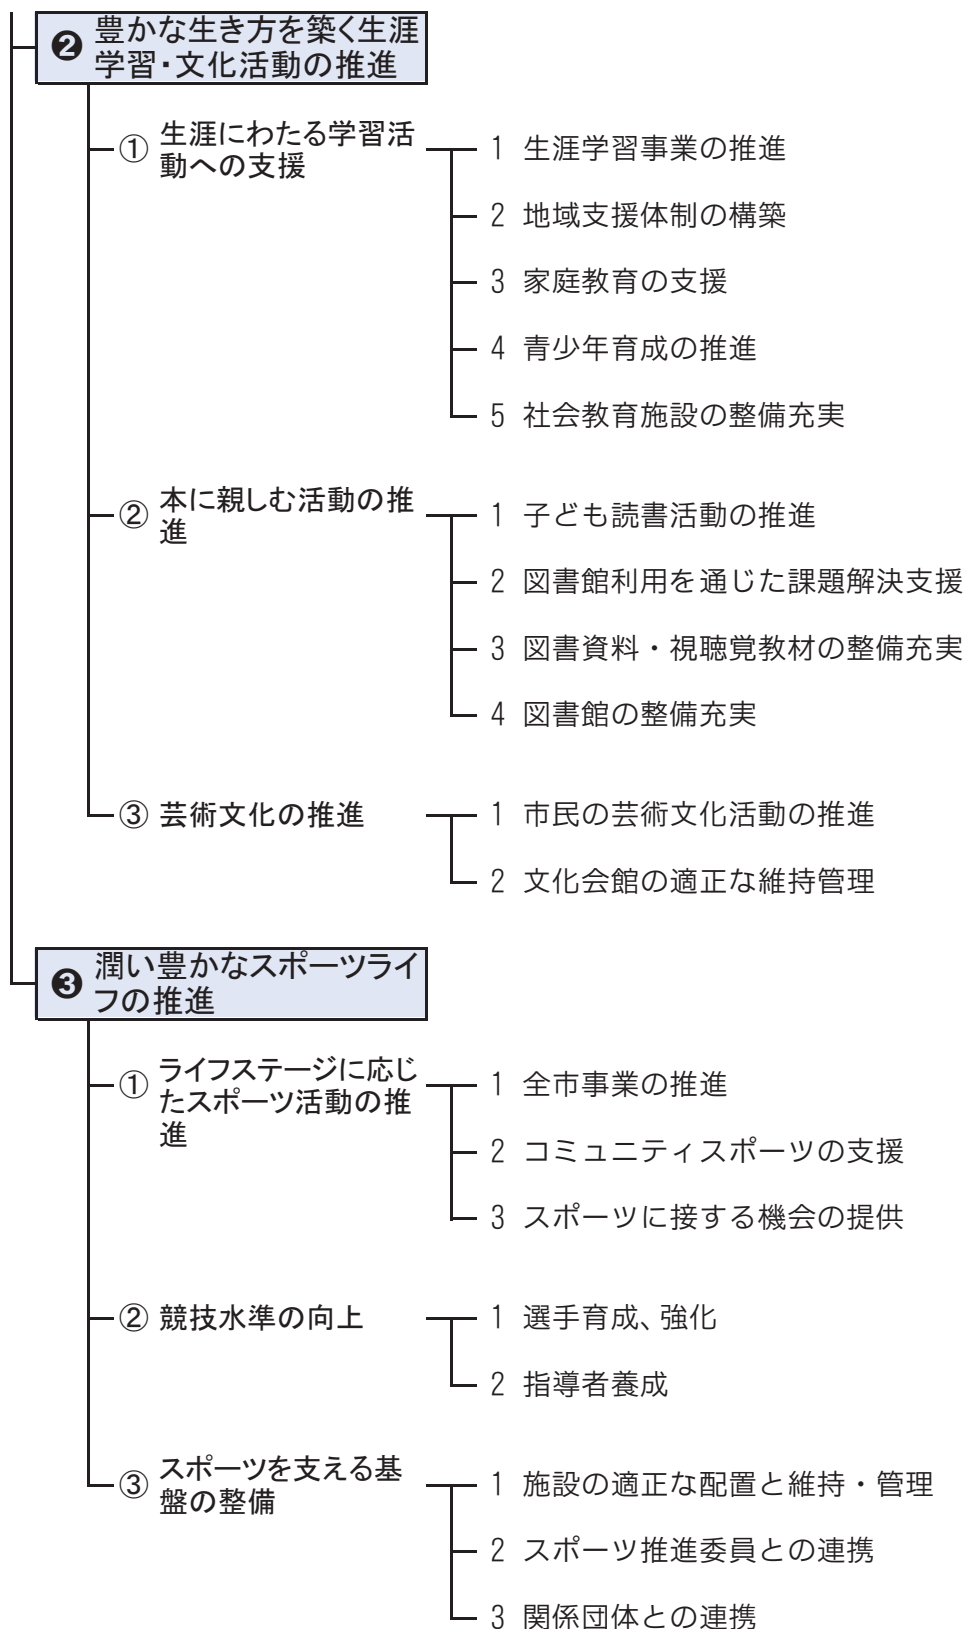 ❷ 豊かな生き方を築く生涯
学習・文化活動の推進
① 生涯にわたる学習活
動への支援
1 生涯学習事業の推進
2 地域支援体制の構築
3 家庭教育の支援
4 青少年育成の推進
5 社会教育施設の整備充実
② 本に親しむ活動の推
進
1 子ども読書活動の推進
2 図書館利用を通じた課題解決支援
3 図書資料・視聴覚教材の整備充実
4 図書館の整備充実
③ 芸術文化の推進
1 市民の芸術文化活動の推進
2 文化会館の適正な維持管理
❸ 潤い豊かなスポーツライ
フの推進
① ライフステージに応じ
たスポーツ活動の推
進
1 全市事業の推進
2 コミュニティスポーツの支援
3 スポーツに接する機会の提供
② 競技水準の向上
1 選手育成、強化
2 指導者養成
③ スポーツを支える基
盤の整備
1 施設の適正な配置と維持・管理
2 スポーツ推進委員との連携
3 関係団体との連携